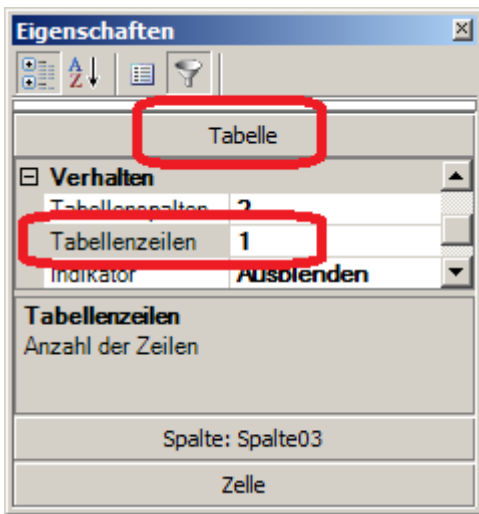 Eigenschaften
Tabelle
Verhalten
Tabellenspalten 2
Tabellenzeilen 1
Indikator Ausblenden
Tabellenzeilen
Anzahl der Zeilen
Spalte: Spalte03
Zelle